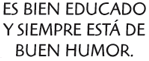 ES BIEN EDUCADO
Y SIEMPRE ESTÁ DE
BUEN HUMOR.